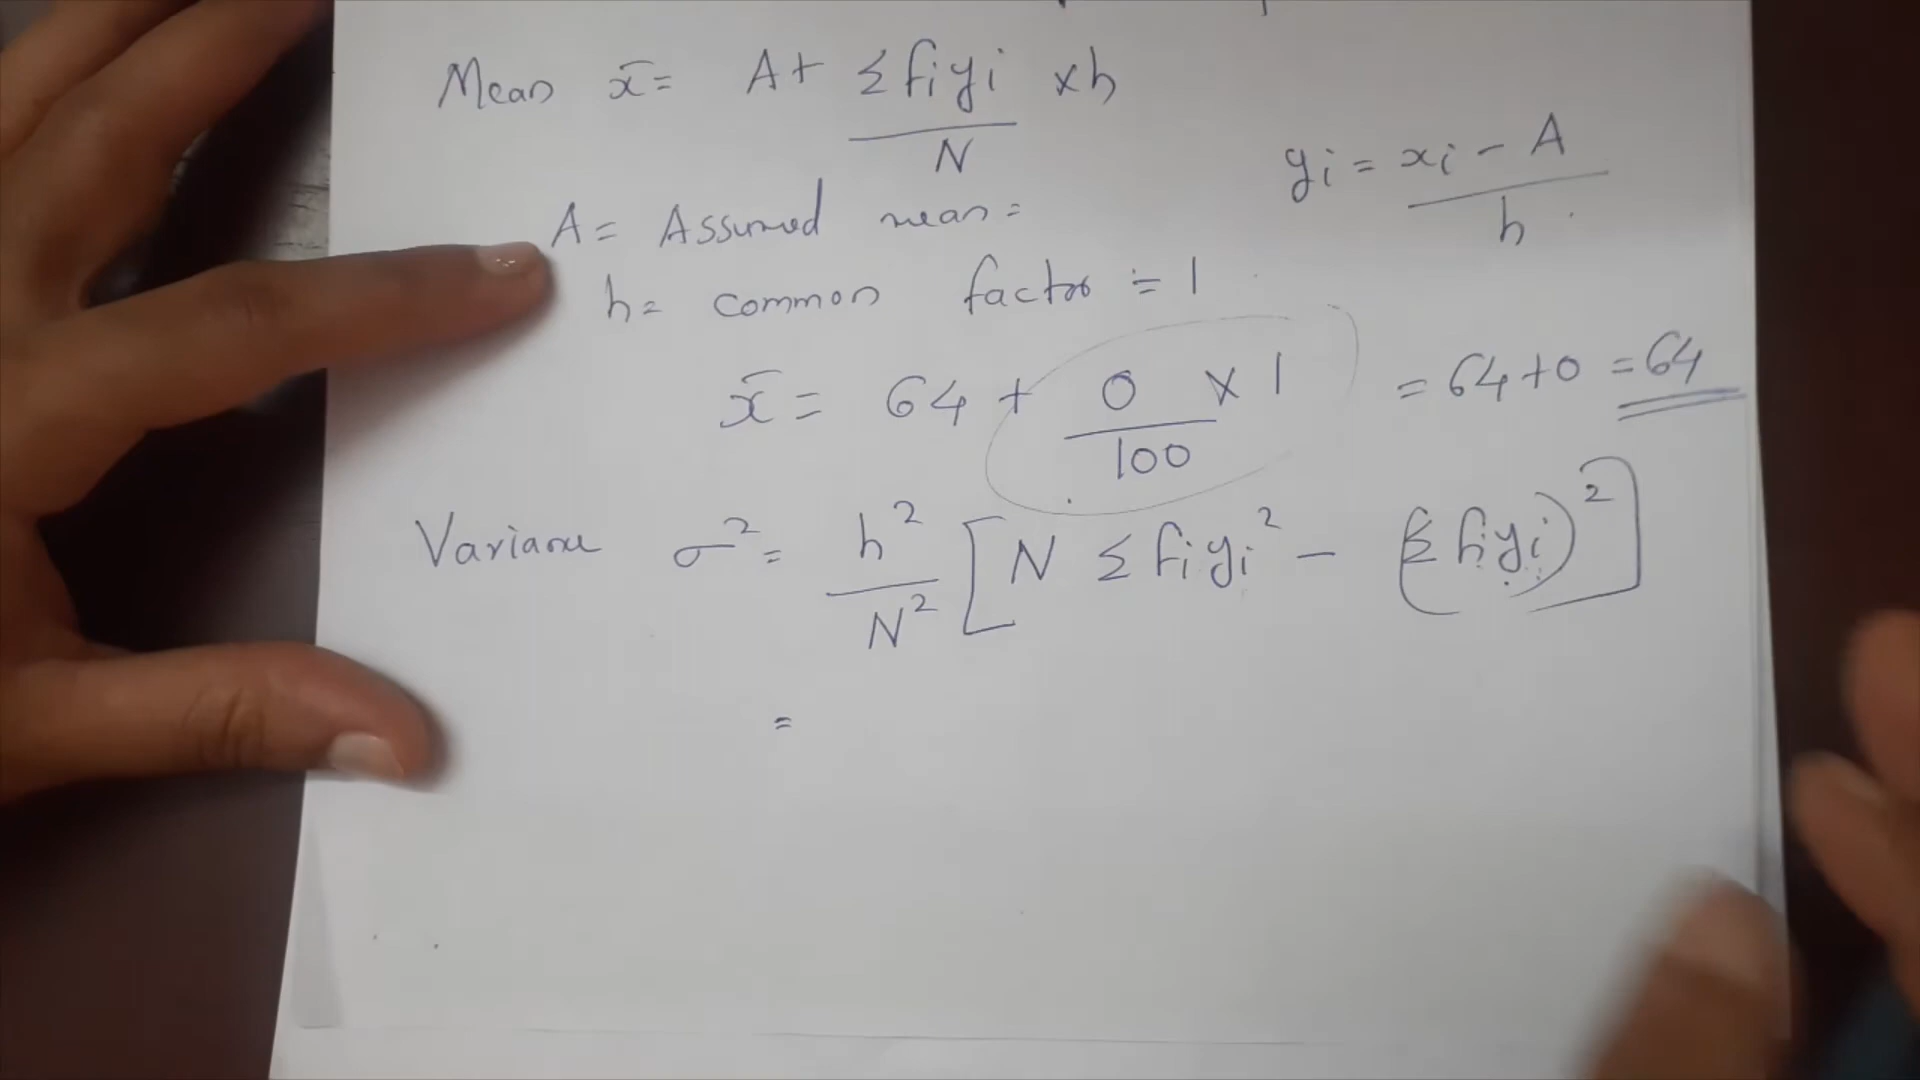 Mean x̄ = A + Σfiyi × h
N
yi = xi - A
h
A = Assumed mean =
h = common factor = 1
x̄ = 64 + 0 × 1 = 64 + 0 = 64
100
Variance σ² = h² [N Σfiyi² - (Σfiyi)²]
N²
=